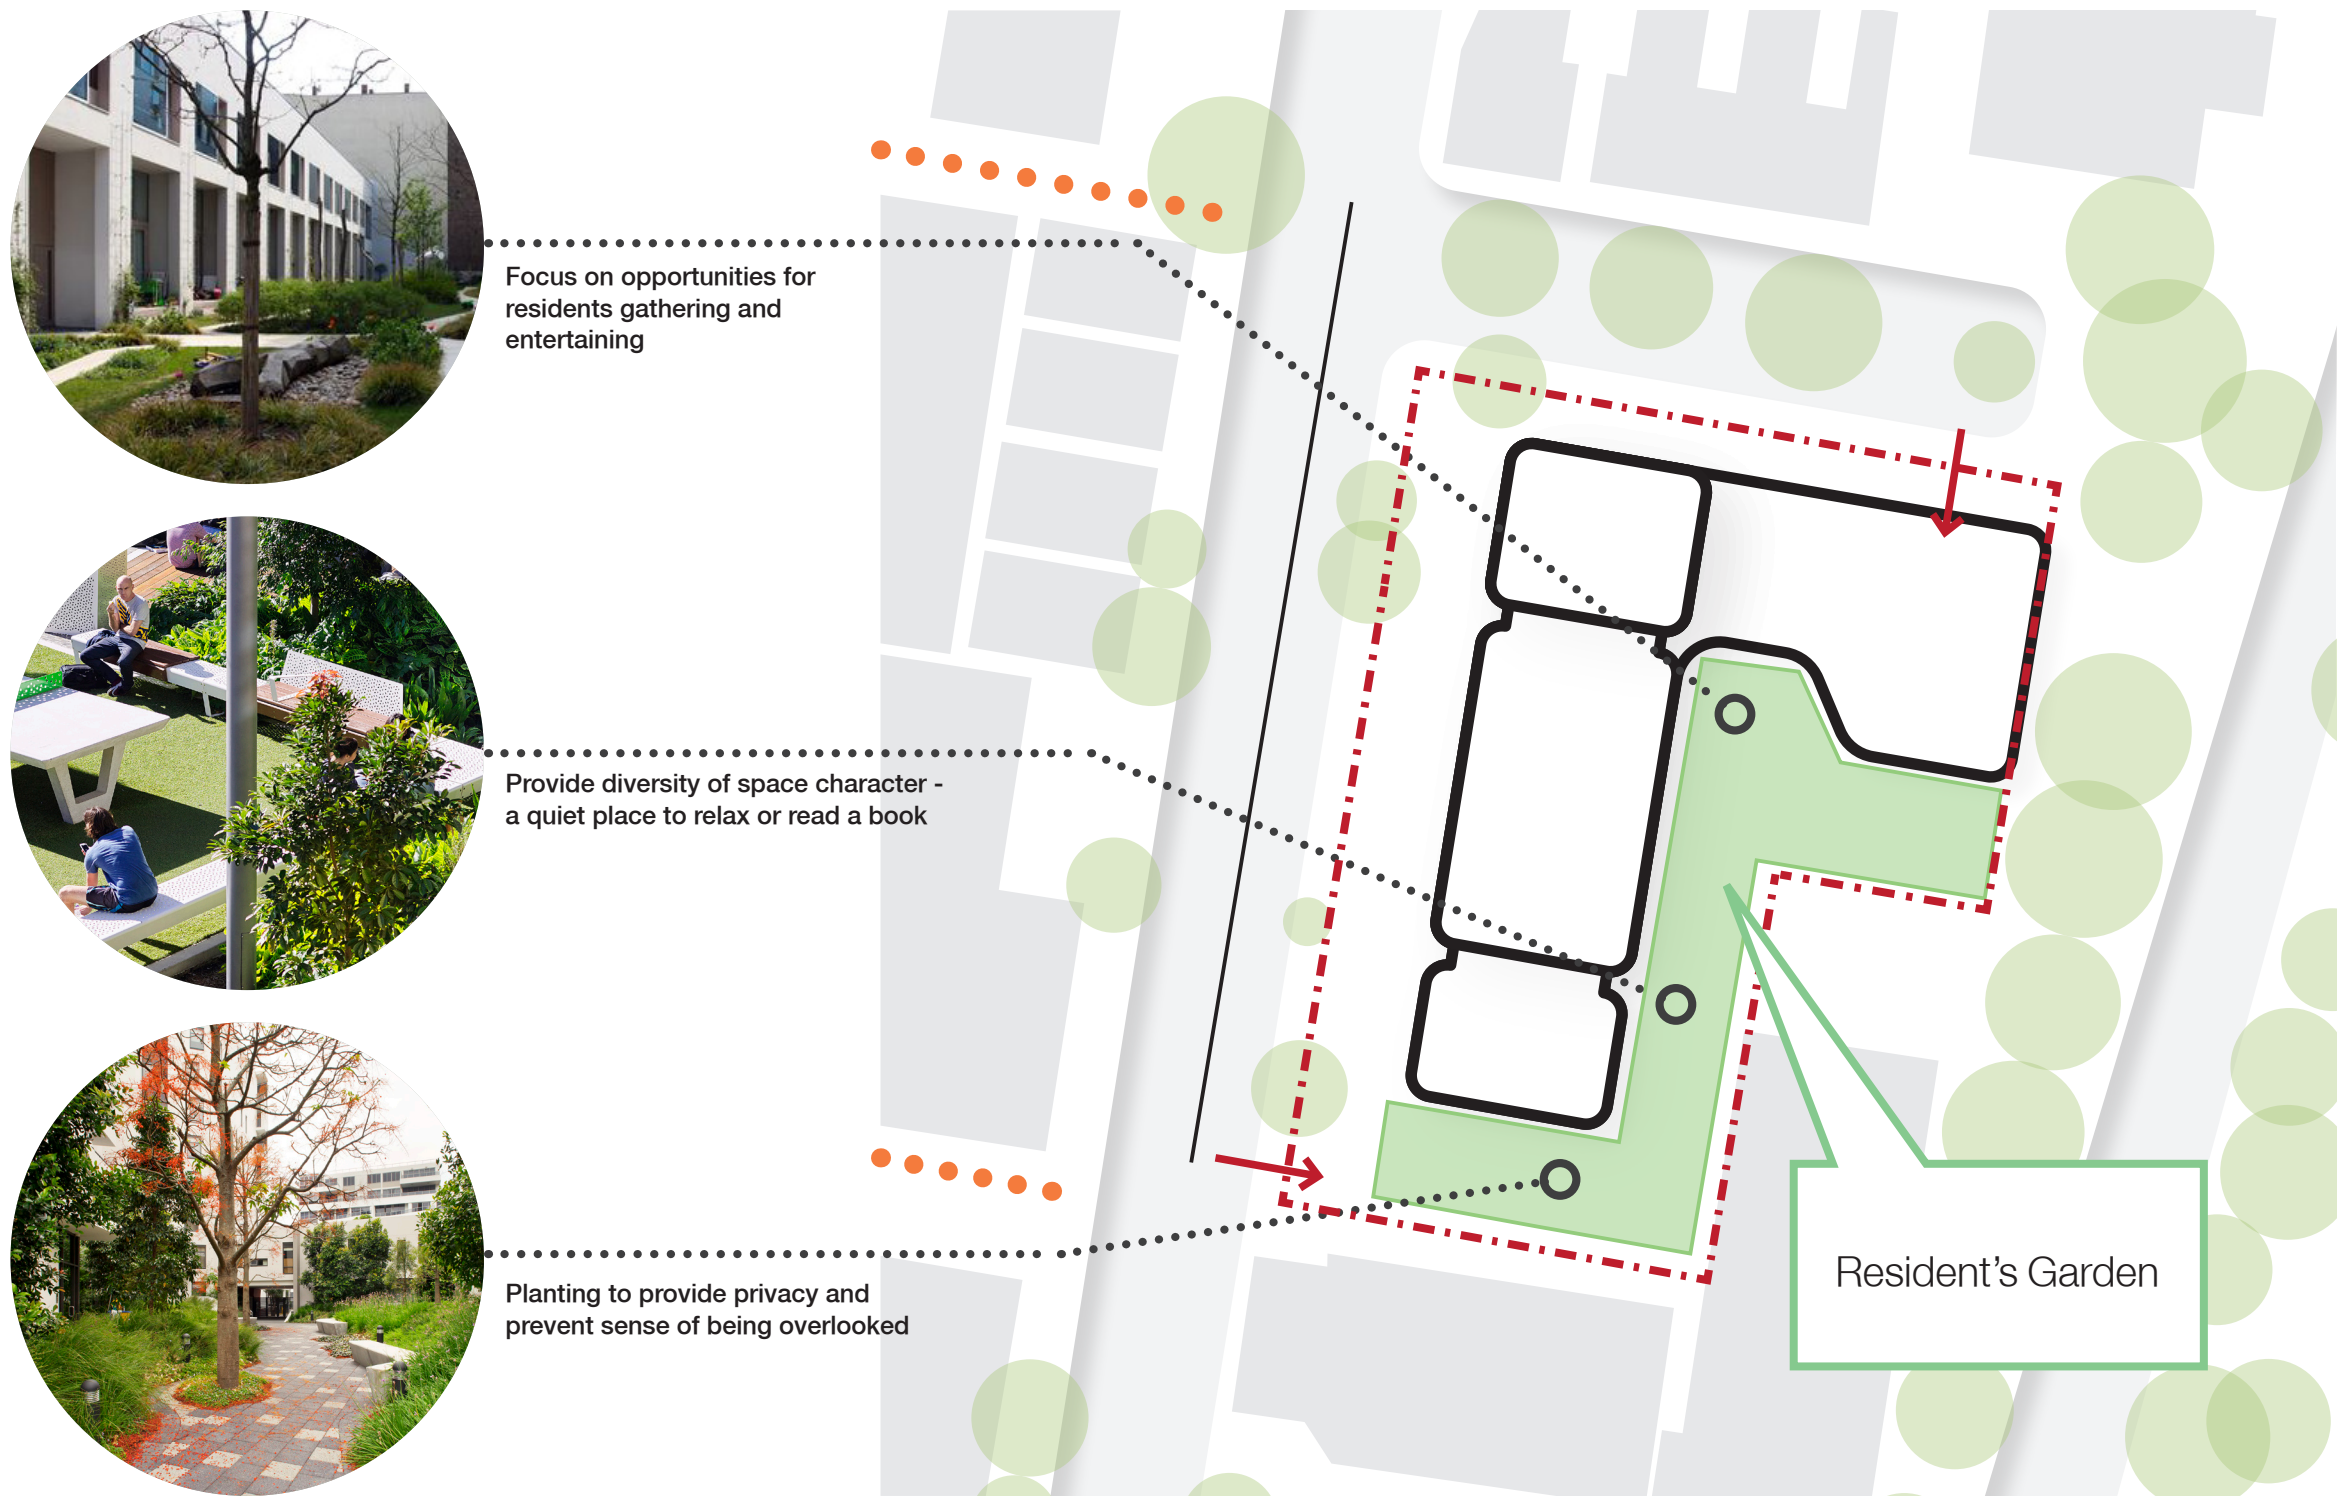 Focus on opportunities for
residents gathering and
entertaining
Provide diversity of space character -
a quiet place to relax or read a book
Planting to provide privacy and
prevent sense of being overlooked
Resident’s Garden